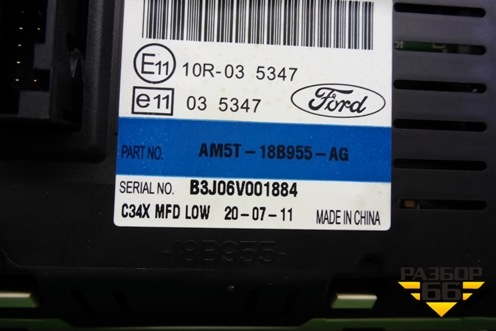 E11 10R-03 5347
e11 03 5347
Ford
PART NO. AM5T-18B955-AG
SERIAL NO. B3J06V001884
C34X MFD LOW 20-07-11 MADE IN CHINA
-18B955-
РАЗБОР
66